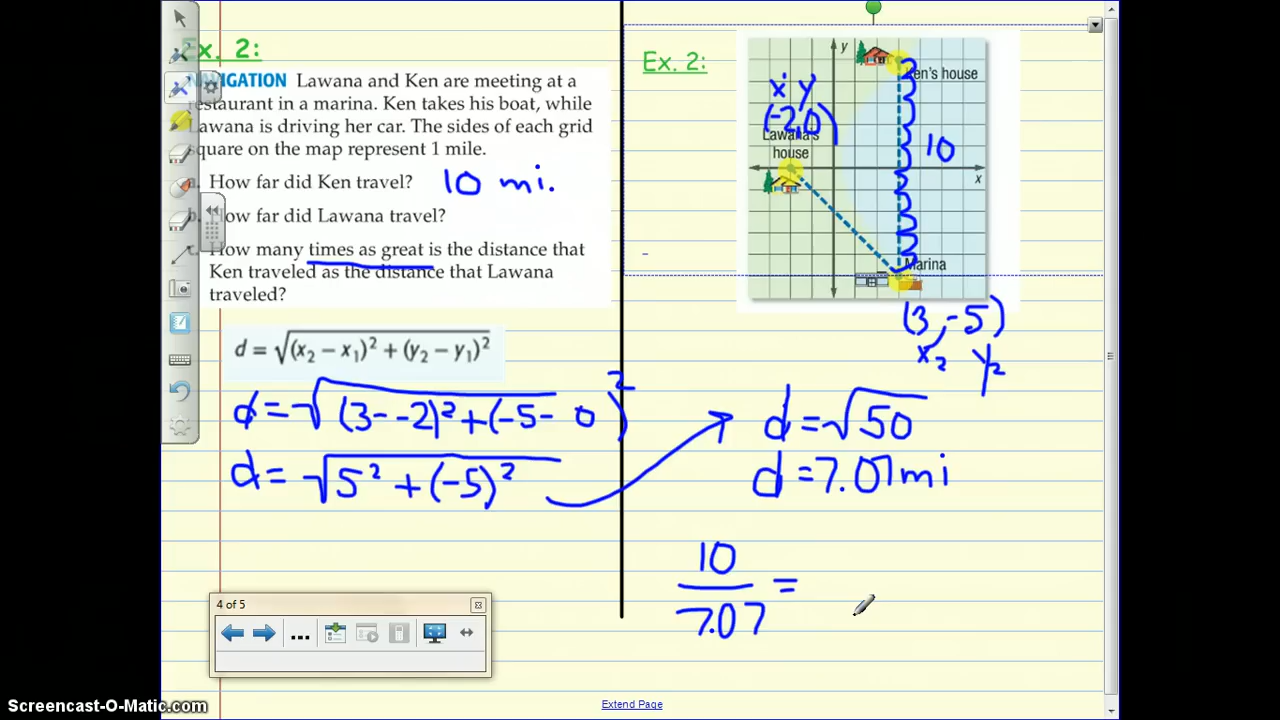 Ex. 2:
NAVIGATION Lawana and Ken are meeting at a
restaurant in a marina. Ken takes his boat, while
Lawana is driving her car. The sides of each grid
square on the map represent 1 mile.
a. How far did Ken travel? 10 mi.
b. How far did Lawana travel?
c. How many times as great is the distance that
Ken traveled as the distance that Lawana
traveled?
d = √(x₂ − x₁)² + (y₂ − y₁)²
d = √(3--2)² + (-5- 0)²
d = √5² + (-5)²
Ex. 2:
y
Ken's house
x y
(-2,0)
Lawana's
house
10
x
Marina
(3,-5)
x₂ y₂
d = √50
d = 7.07mi
10
7.07 =
4 of 5
...
Extend Page
Screencast-O-Matic.com